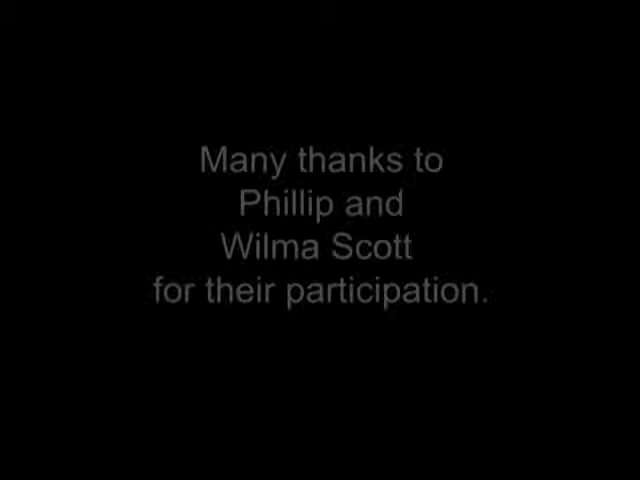 Many thanks to
Phillip and
Wilma Scott
for their participation.